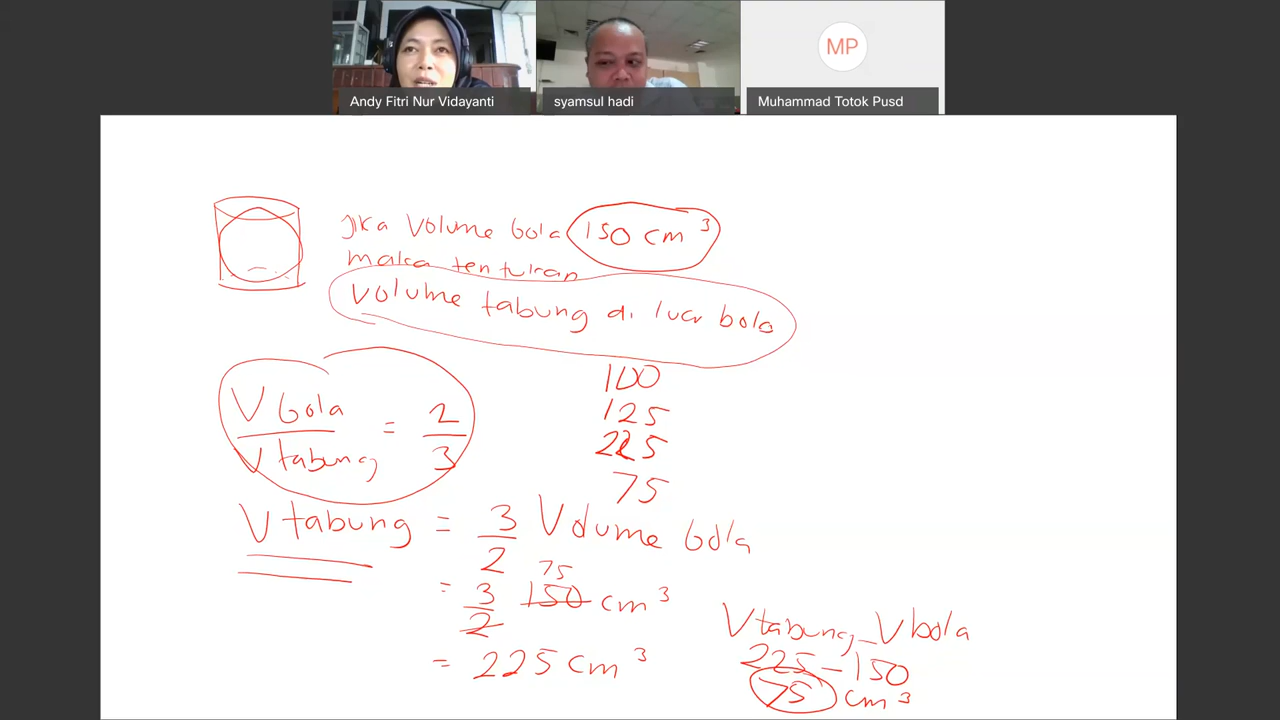 MP
Andy Fitri Nur Vidayanti
syamsul hadi
Muhammad Totok Pusd
jika volume bola 150 cm³
maka tentukan
volume tabung di luar bola
100
125
225
75
V bola / V tabung = 2/3
V tabung = 3/2 Volume bola
75
= 3/2 150 cm³
= 225 cm³
V tabung - V bola
225 - 150
75 cm³